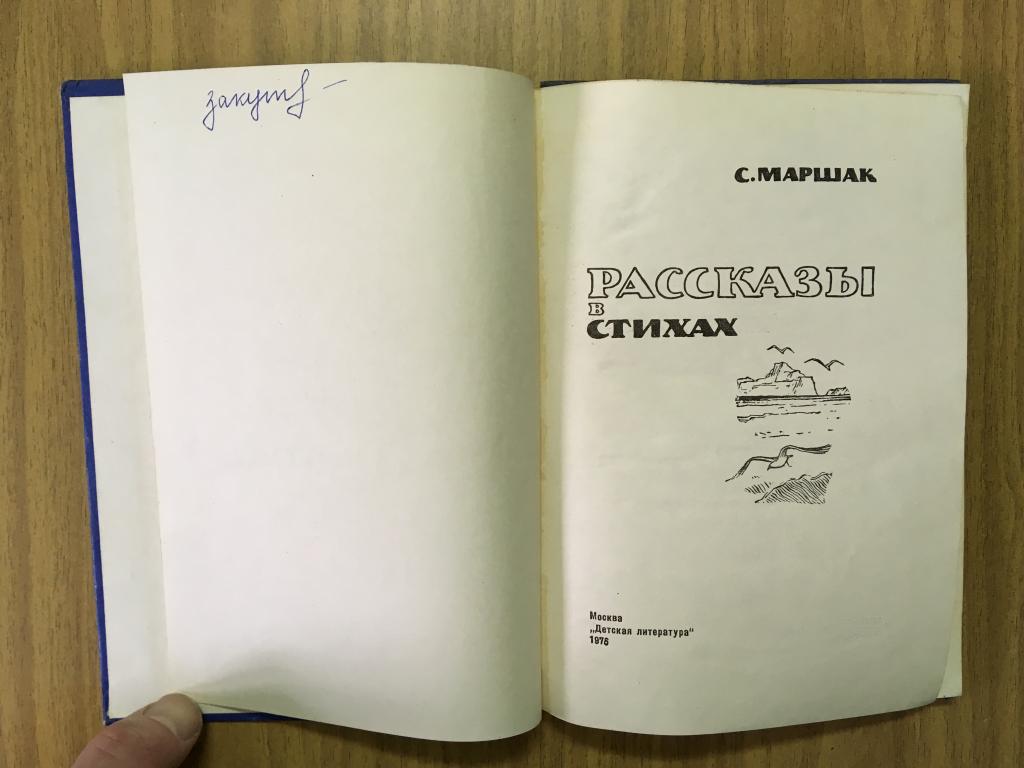 С. МАРШАК
РАССКАЗЫ
В
СТИХАХ
Москва
„Детская литература"
1976